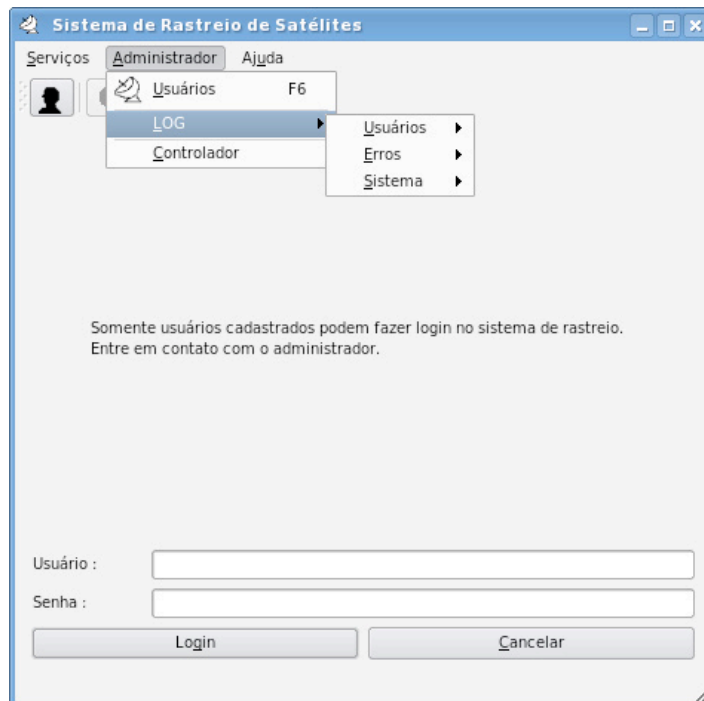 Sistema de Rastreio de Satélites
Serviços Administrador Ajuda
Usuários F6
LOG
Controlador
Usuários
Erros
Sistema
Somente usuários cadastrados podem fazer login no sistema de rastreio.
Entre em contato com o administrador.
Usuário :
Senha :
Login Cancelar